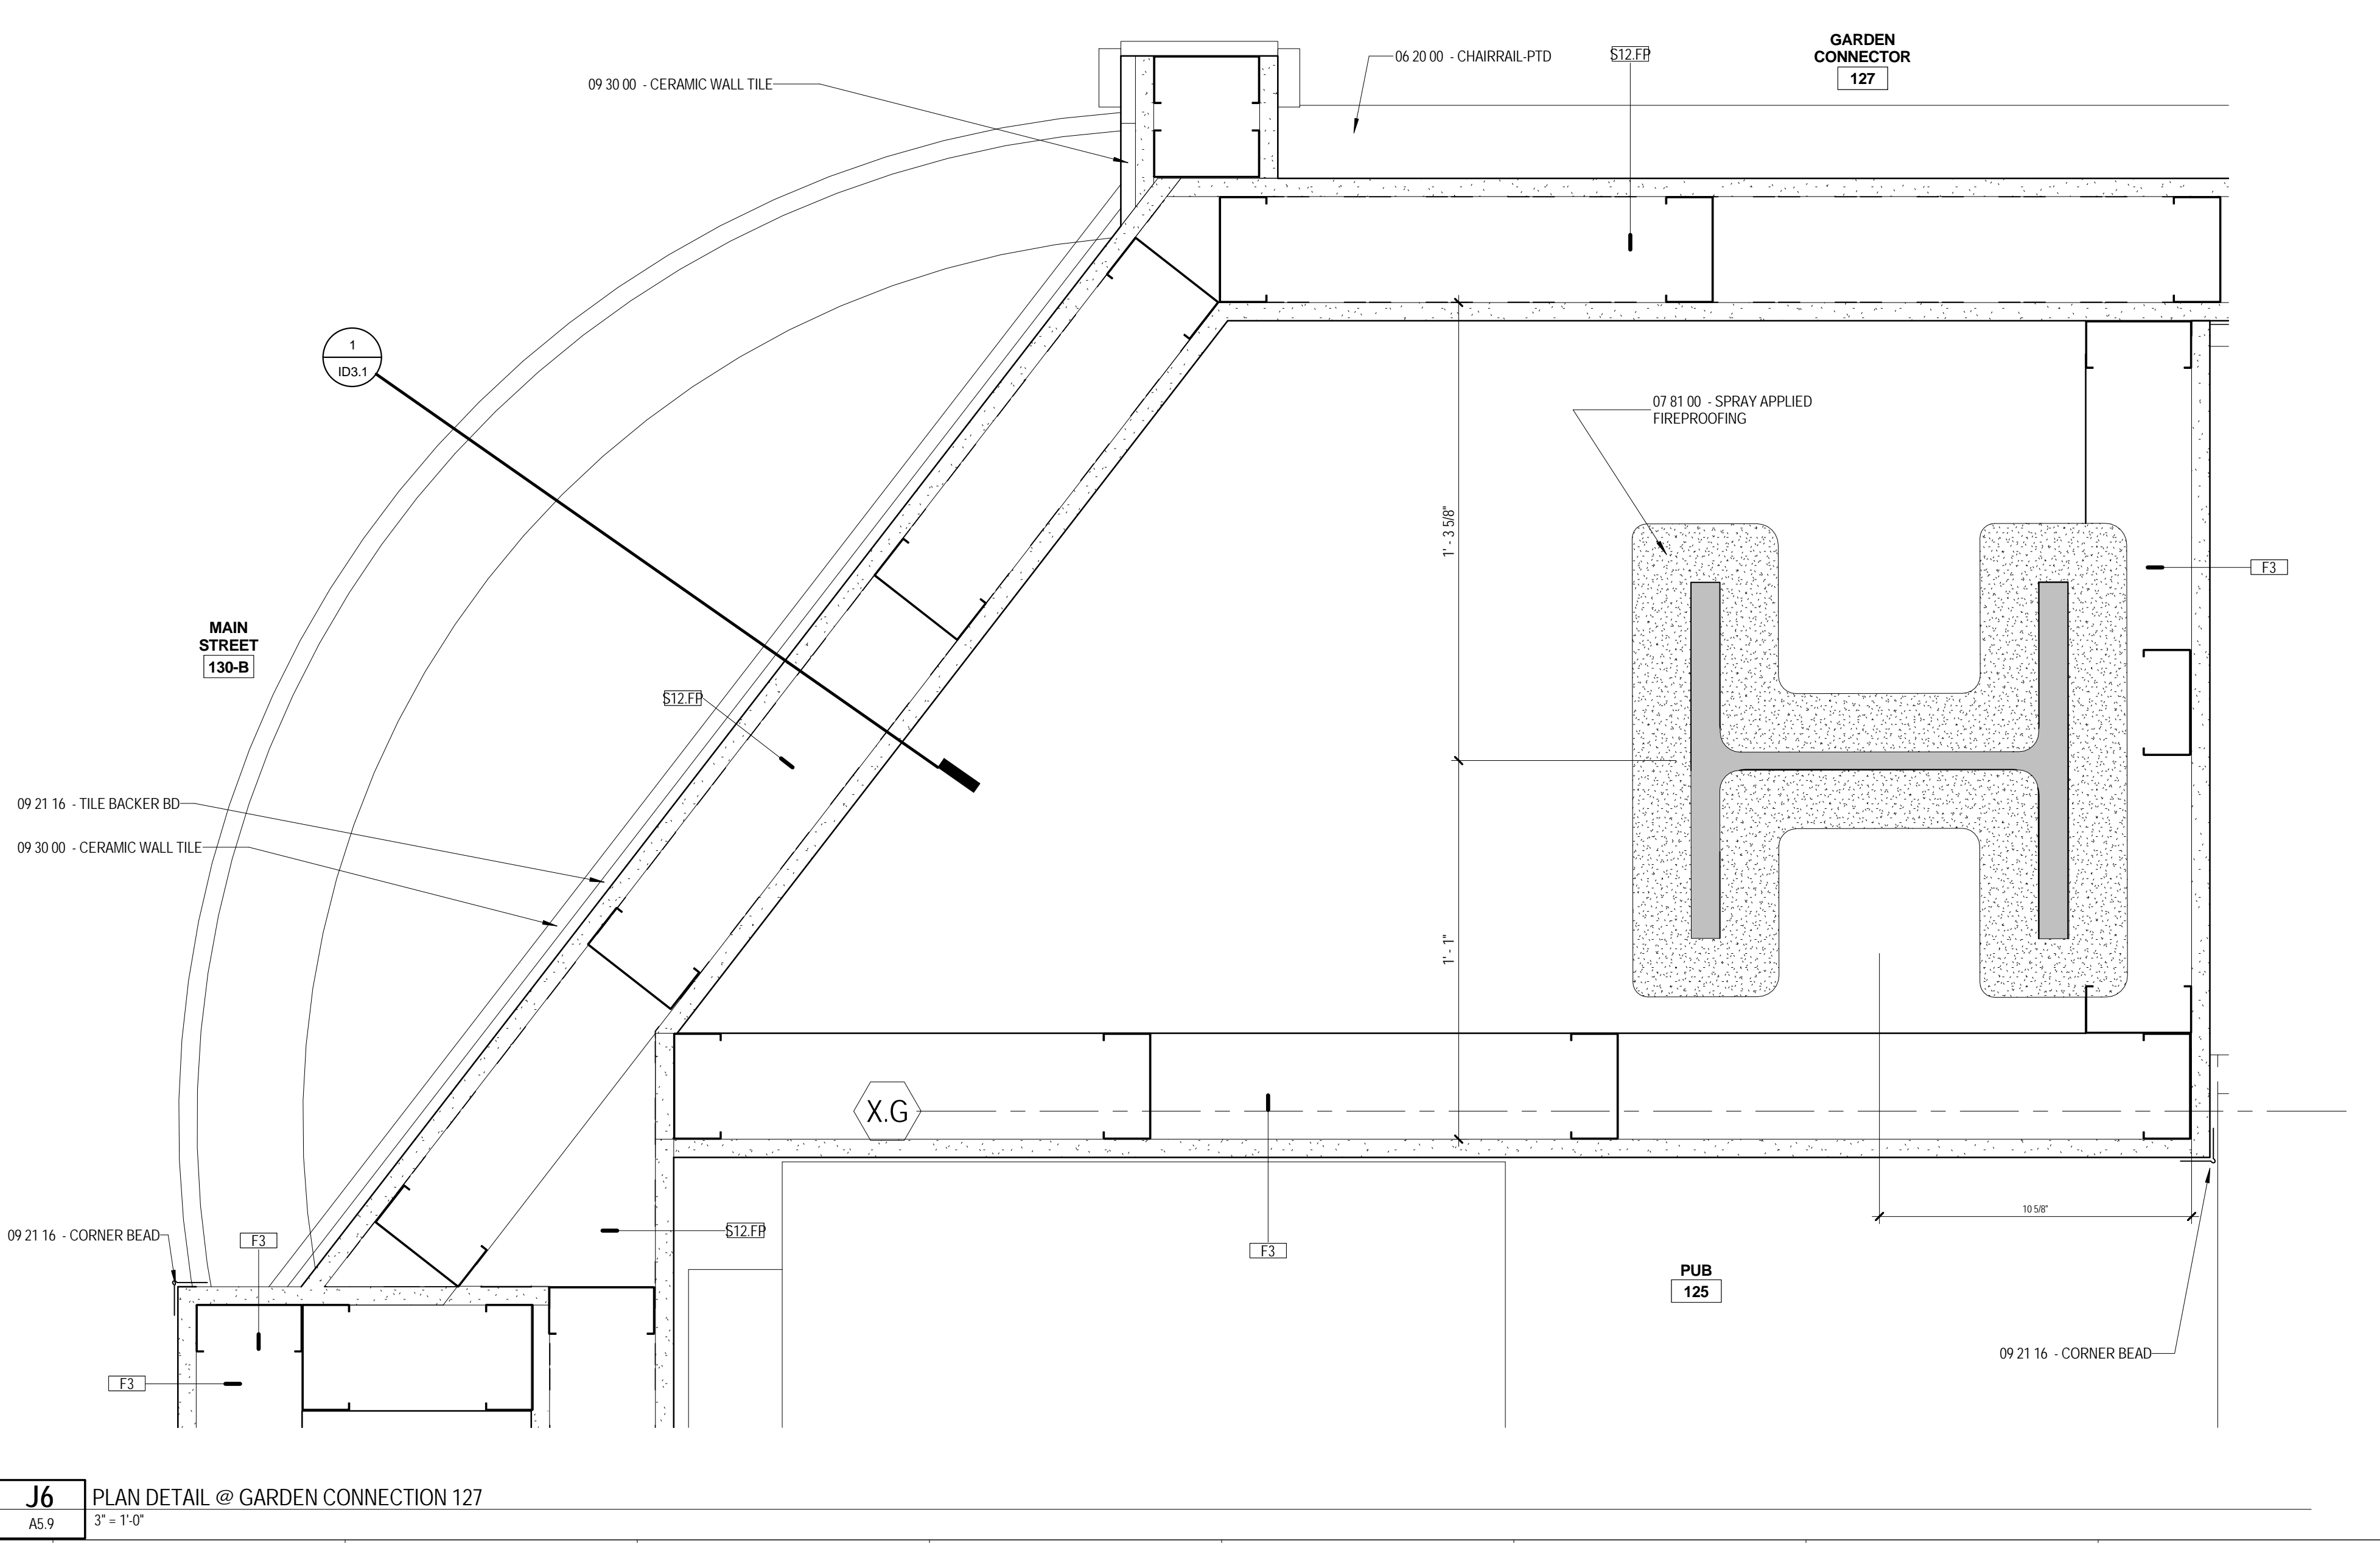 GARDEN
CONNECTOR
127
06 20 00 - CHAIRRAIL-PTD
S12.FP
09 30 00 - CERAMIC WALL TILE
1
ID3.1
07 81 00 - SPRAY APPLIED
FIREPROOFING
1' - 3 5/8"
F3
MAIN
STREET
130-B
S12.FP
09 21 16 - TILE BACKER BD
09 30 00 - CERAMIC WALL TILE
1' - 1"
X.G
09 21 16 - CORNER BEAD
F3
S12.FP
F3
10 5/8"
PUB
125
F3
09 21 16 - CORNER BEAD
J6
A5.9
PLAN DETAIL @ GARDEN CONNECTION 127
3" = 1'-0"